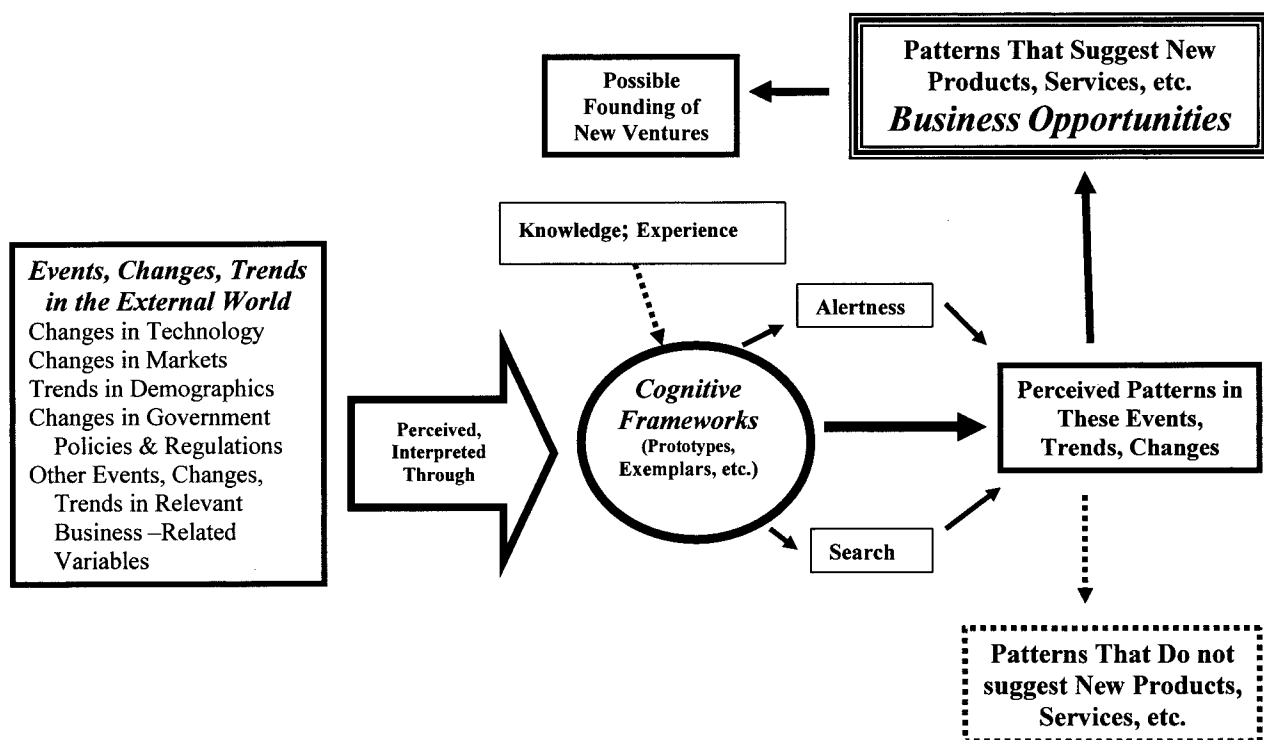 Patterns That Suggest New
Products, Services, etc.
Business Opportunities
Possible
Founding of
New Ventures
Knowledge; Experience
Events, Changes, Trends
in the External World
Changes in Technology
Changes in Markets
Trends in Demographics
Changes in Government
Policies & Regulations
Other Events, Changes,
Trends in Relevant
Business –Related
Variables
Perceived,
Interpreted
Through
Cognitive
Frameworks
(Prototypes,
Exemplars, etc.)
Alertness
Search
Perceived Patterns in
These Events,
Trends, Changes
Patterns That Do not
suggest New Products,
Services, etc.